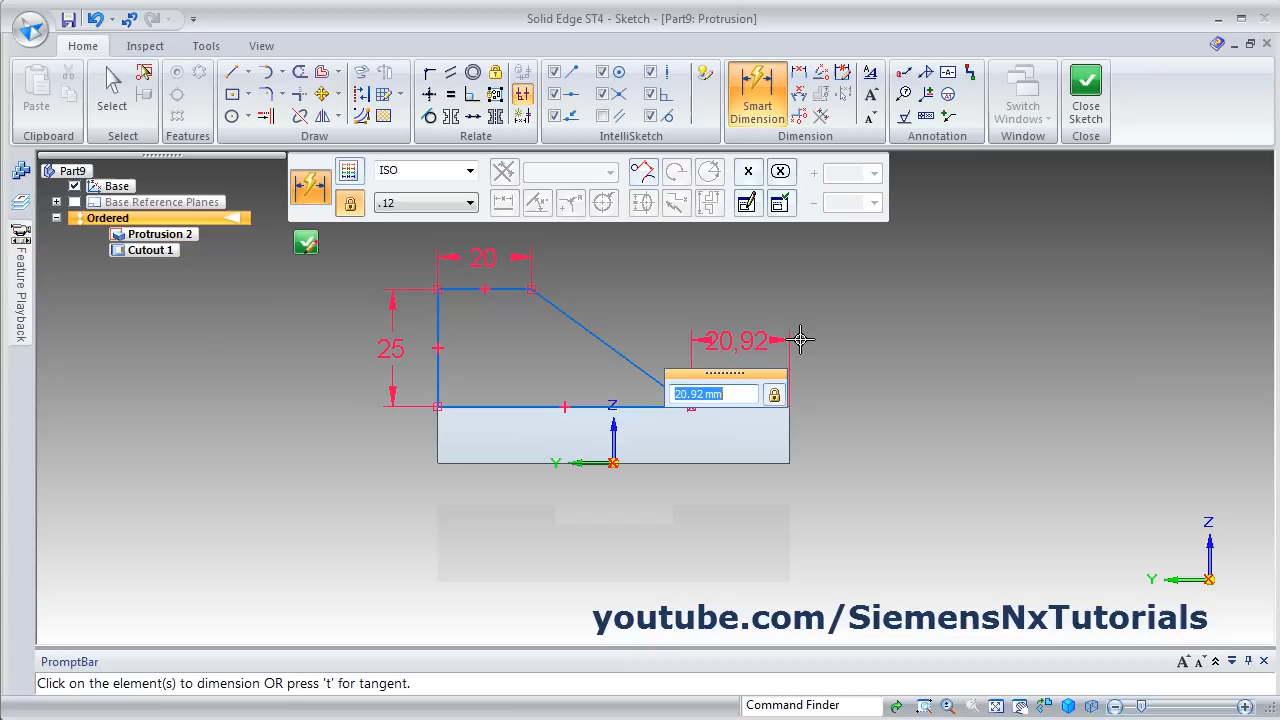 Solid Edge ST4 - Sketch - [Part9: Protrusion]
Home Inspect Tools View
Paste Select Smart Dimension Switch Windows Close Sketch
Clipboard Select Features Draw Relate IntelliSketch Dimension Annotation Window Close
Part9 ISO
Base
Base Reference Planes .12
Ordered
Protrusion 2
Cutout 1
Feature Playback
20
20,92
25
20.92 mm
Z
Y
Z
Y
youtube.com/SiemensNxTutorials
PromptBar
Click on the element(s) to dimension OR press 't' for tangent.
Command Finder